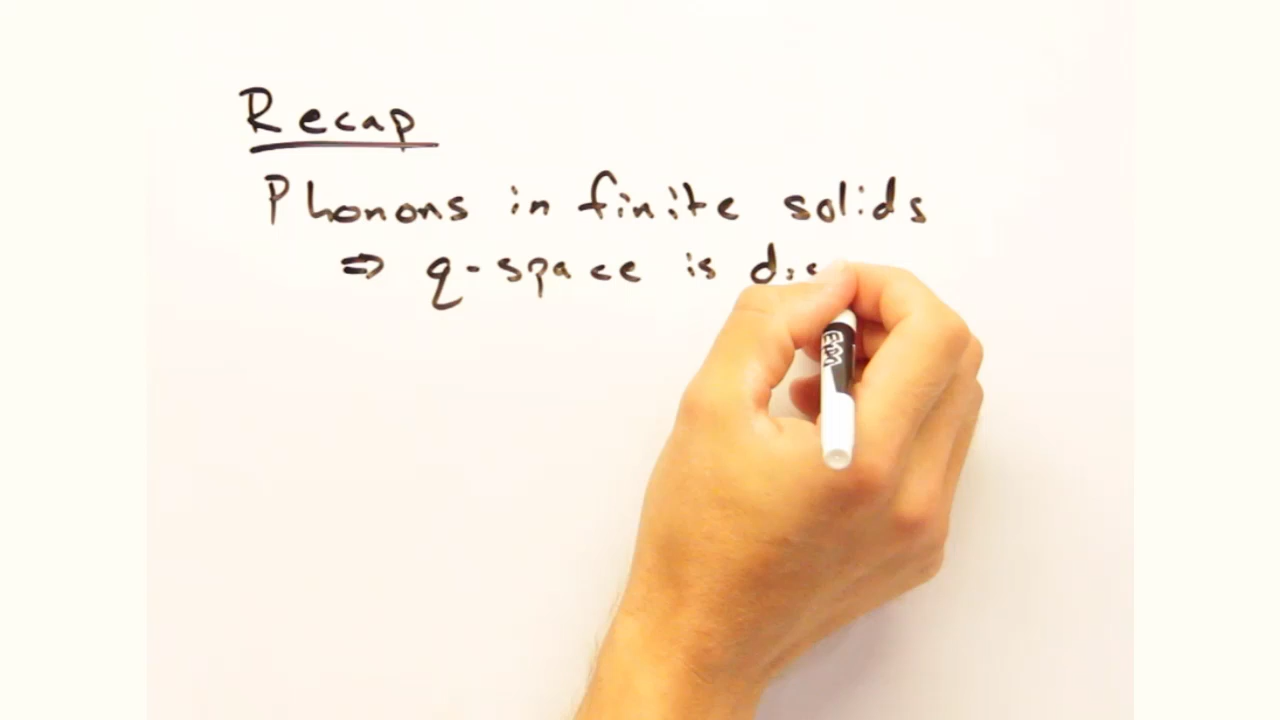 Recap
Phonons in finite solids
⇒ q-space is